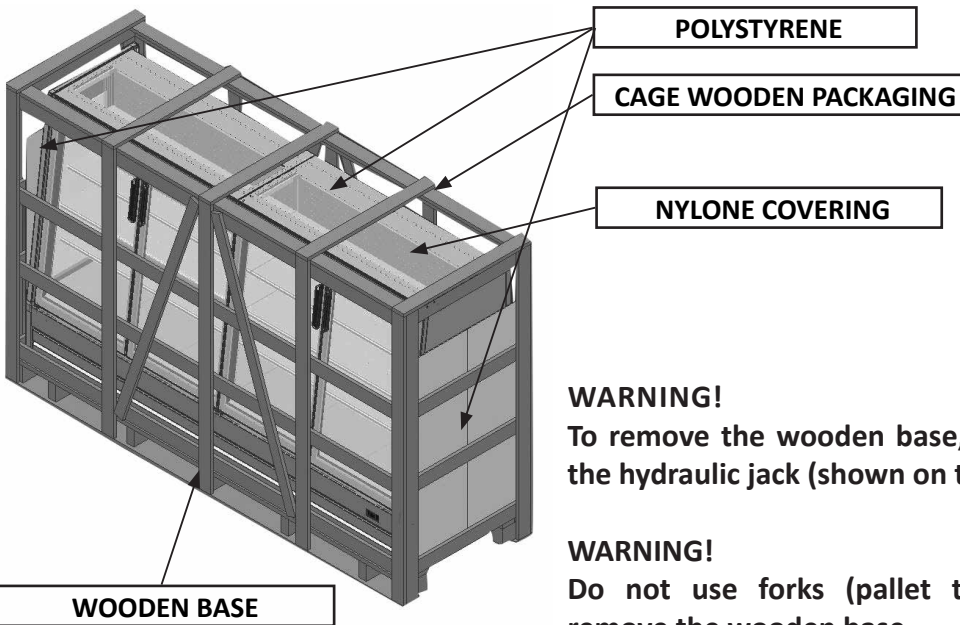 POLYSTYRENE
CAGE WOODEN PACKAGING
NYLONE COVERING
WARNING!
To remove the wooden base,
the hydraulic jack (shown on t
WARNING!
Do not use forks (pallet t
remove the wooden base
WOODEN BASE